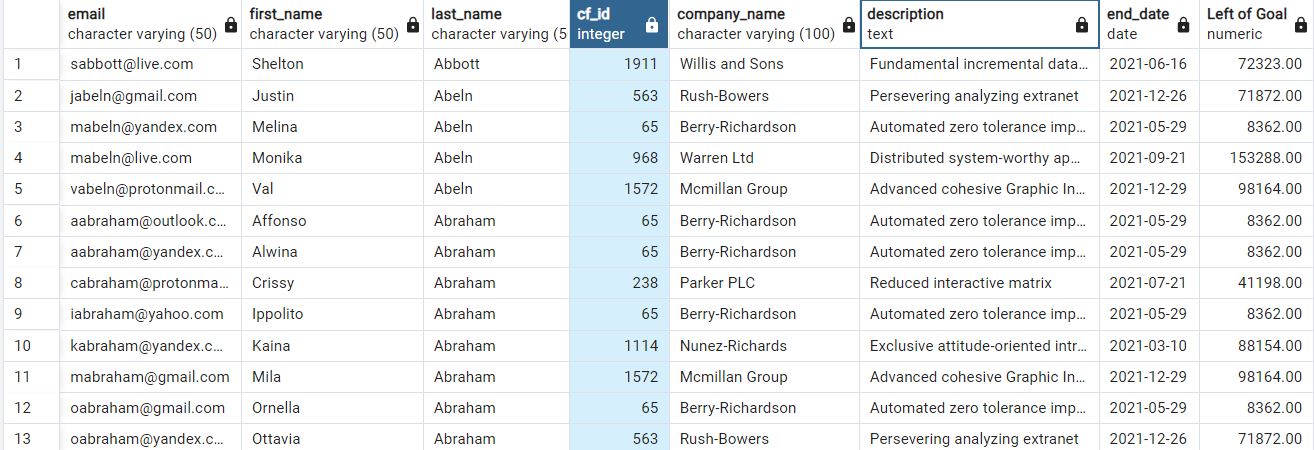 email first_name last_name cf_id company_name description end_date Left of Goal
character varying (50) character varying (50) character varying (5 integer character varying (100) text date numeric
1 sabbott@live.com Shelton Abbott 1911 Willis and Sons Fundamental incremental data... 2021-06-16 72323.00
2 jabeln@gmail.com Justin Abeln 563 Rush-Bowers Persevering analyzing extranet 2021-12-26 71872.00
3 mabeln@yandex.com Melina Abeln 65 Berry-Richardson Automated zero tolerance imp... 2021-05-29 8362.00
4 mabeln@live.com Monika Abeln 968 Warren Ltd Distributed system-worthy ap... 2021-09-21 153288.00
5 vabeln@protonmail.c... Val Abeln 1572 Mcmillan Group Advanced cohesive Graphic In... 2021-12-29 98164.00
6 aabraham@outlook.c... Affonso Abraham 65 Berry-Richardson Automated zero tolerance imp... 2021-05-29 8362.00
7 aabraham@yandex.com Alwina Abraham 65 Berry-Richardson Automated zero tolerance imp... 2021-05-29 8362.00
8 cabraham@protonma... Crissy Abraham 238 Parker PLC Reduced interactive matrix 2021-07-21 41198.00
9 iabraham@yahoo.com Ippolito Abraham 65 Berry-Richardson Automated zero tolerance imp... 2021-05-29 8362.00
10 kabraham@yandex.c... Kaina Abraham 1114 Nunez-Richards Exclusive attitude-oriented intr... 2021-03-10 88154.00
11 mabraham@gmail.com Mila Abraham 1572 Mcmillan Group Advanced cohesive Graphic In... 2021-12-29 98164.00
12 oabraham@gmail.com Ornella Abraham 65 Berry-Richardson Automated zero tolerance imp... 2021-05-29 8362.00
13 oabraham@yandex.c... Ottavia Abraham 563 Rush-Bowers Persevering analyzing extranet 2021-12-26 71872.00